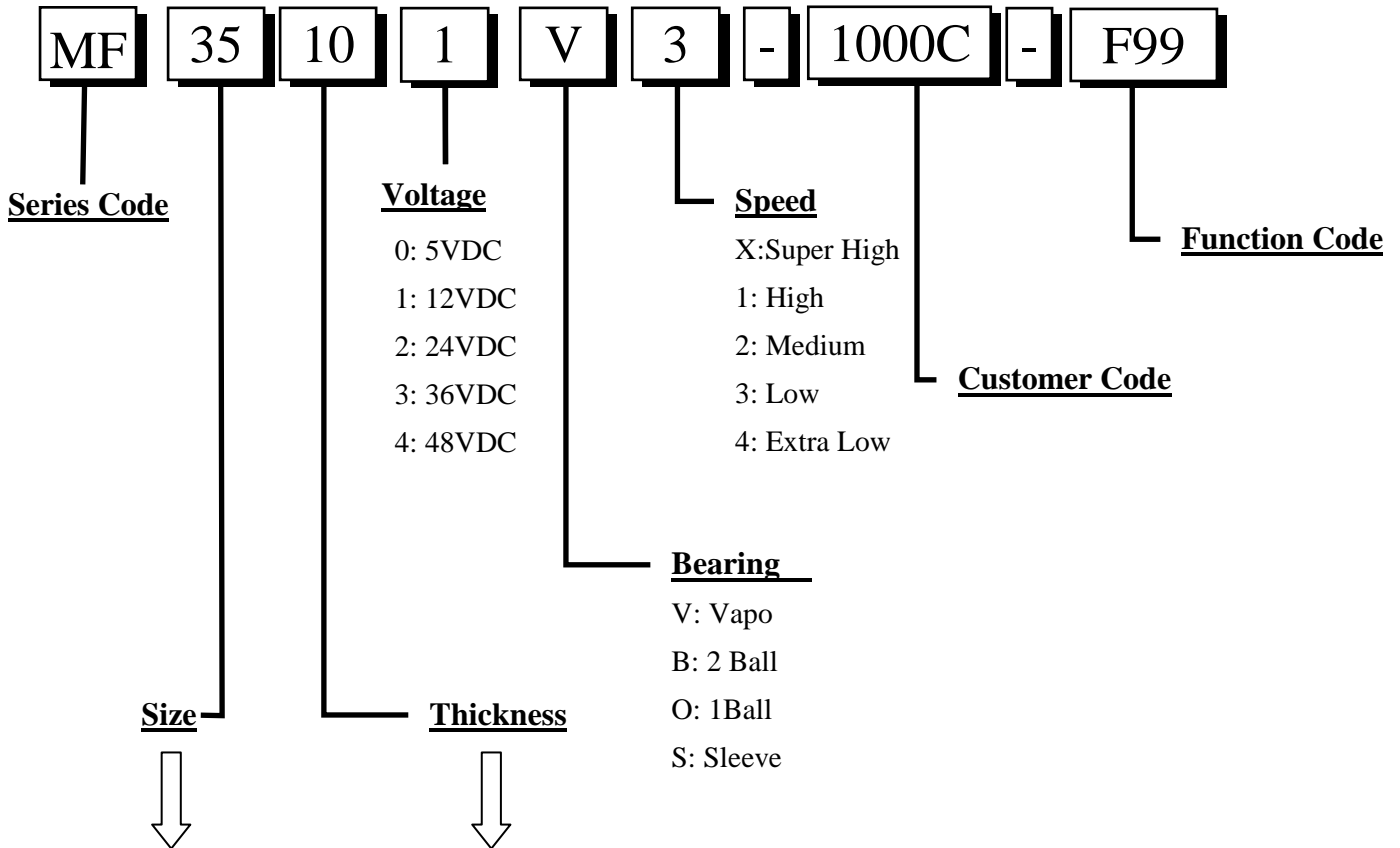 MF 35 10 1 V 3 - 1000C - F99
Series Code
Voltage
0: 5VDC
1: 12VDC
2: 24VDC
3: 36VDC
4: 48VDC
Speed
X:Super High
1: High
2: Medium
3: Low
4: Extra Low
Function Code
Customer Code
Bearing
V: Vapo
B: 2 Ball
O: 1Ball
S: Sleeve
Size
Thickness